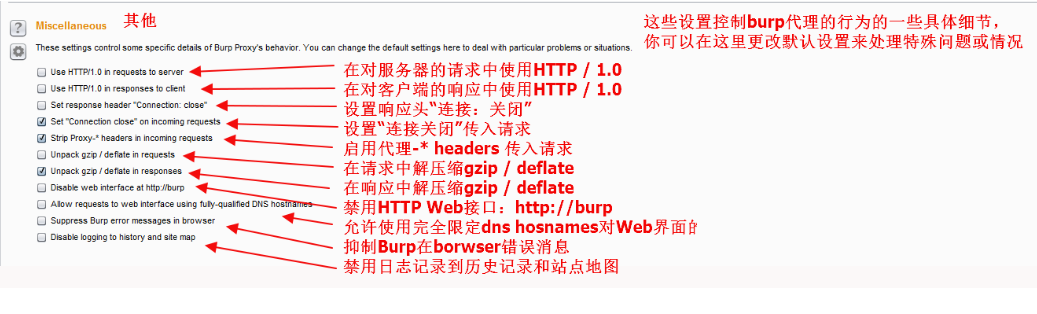 Miscellaneous 其他
这些设置控制burp代理的行为的一些具体细节，
你可以在这里更改默认设置来处理特殊问题或情况
These settings control some specific details of Burp Proxy's behavior. You can change the default settings here to deal with particular problems or situations.
Use HTTP/1.0 in requests to server
在对服务器的请求中使用HTTP / 1.0
Use HTTP/1.0 in responses to client
在对客户端的响应中使用HTTP / 1.0
Set response header "Connection: close"
设置响应头“连接：关闭”
Set "Connection close" on incoming requests
设置“连接关闭”传入请求
Strip Proxy-* headers in incoming requests
启用代理-* headers 传入请求
Unpack gzip / deflate in requests
在请求中解压缩gzip / deflate
Unpack gzip / deflate in responses
在响应中解压缩gzip / deflate
Disable web interface at http://burp
禁用HTTP Web接口：http://burp
Allow requests to web interface using fully-qualified DNS hostnames
允许使用完全限定dns hosnames对Web界面的
Suppress Burp error messages in browser
抑制Burp在borwser错误消息
Disable logging to history and site map
禁用日志记录到历史记录和站点地图